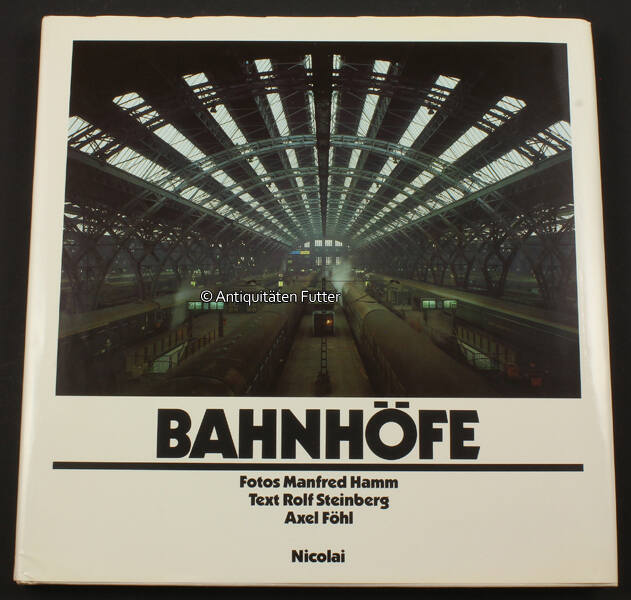 © Antiquitäten Futter
BAHNHÖFE
Fotos Manfred Hamm
Text Rolf Steinberg
Axel Föhl
Nicolai